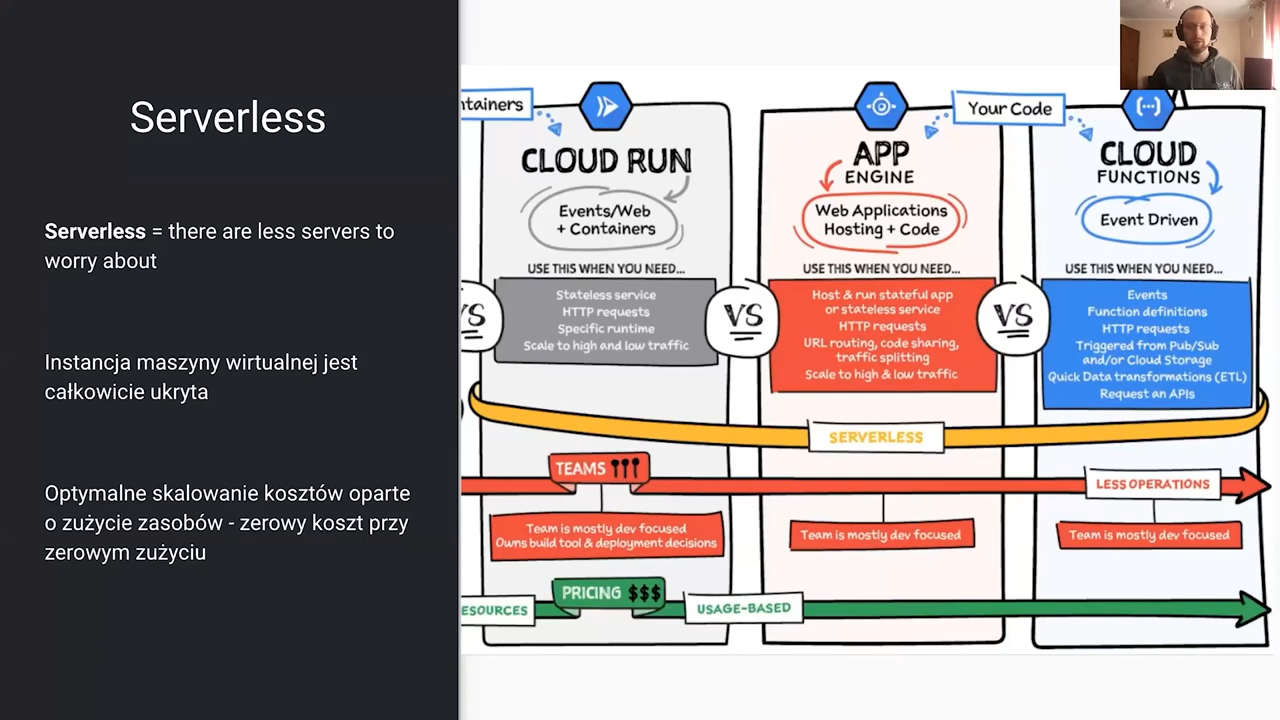 Serverless
Serverless = there are less servers to
worry about
Instancja maszyny wirtualnej jest
całkowicie ukryta
Optymalne skalowanie kosztów oparte
o zużycie zasobów - zerowy koszt przy
zerowym zużyciu
ntainers
CLOUD RUN
Events/Web
+ Containers
USE THIS WHEN YOU NEED...
Stateless service
HTTP requests
Specific runtime
Scale to high and low traffic
VS
VS
Your Code
APP
ENGINE
Web Applications
Hosting + Code
USE THIS WHEN YOU NEED...
Host & run stateful app
or stateless service
HTTP requests
URL routing, code sharing,
traffic splitting
Scale to high & low traffic
VS
CLOUD
FUNCTIONS
Event Driven
USE THIS WHEN YOU NEED...
Events
Function definitions
HTTP requests
Triggered from Pub/Sub
and/or Cloud Storage
Quick Data transformations (ETL)
Request an APIs
SERVERLESS
TEAMS
LESS OPERATIONS
Team is mostly dev focused
Owns build tool & deployment decisions
Team is mostly dev focused
Team is mostly dev focused
PRICING $$$
ESOURCES
USAGE-BASED